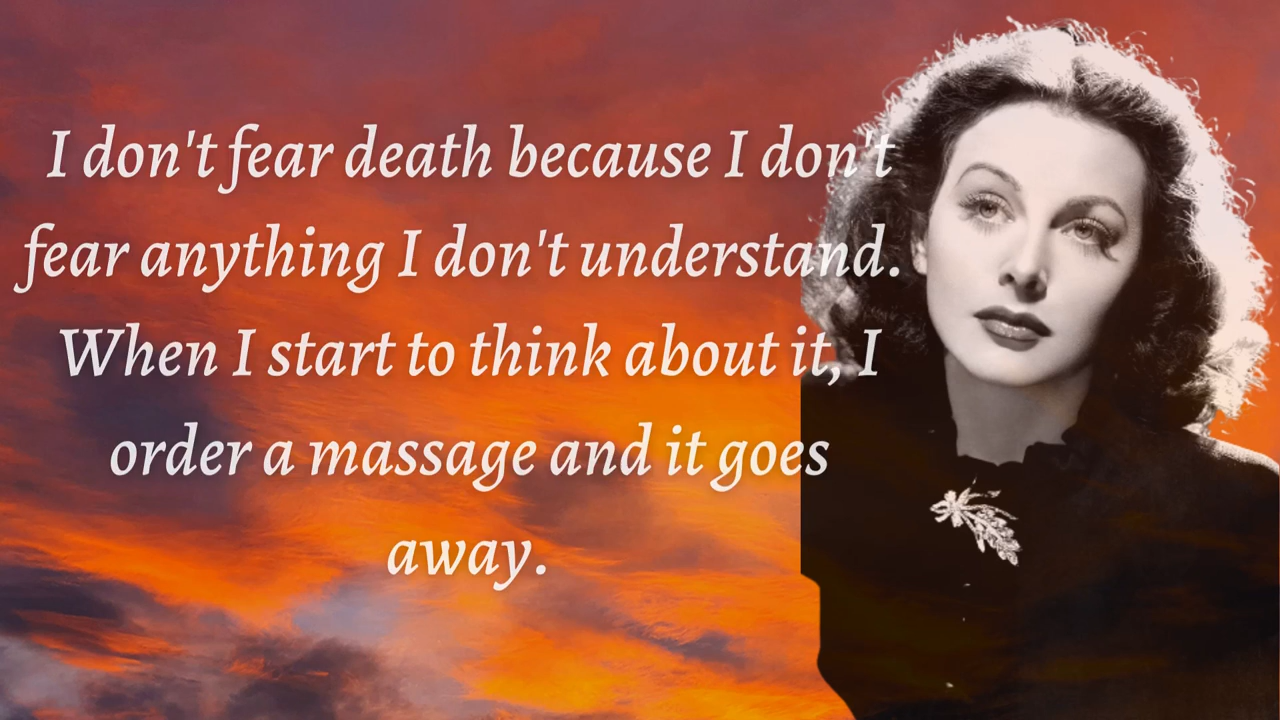 I don't fear death because I don't
fear anything I don't understand.
When I start to think about it, I
order a massage and it goes
away.